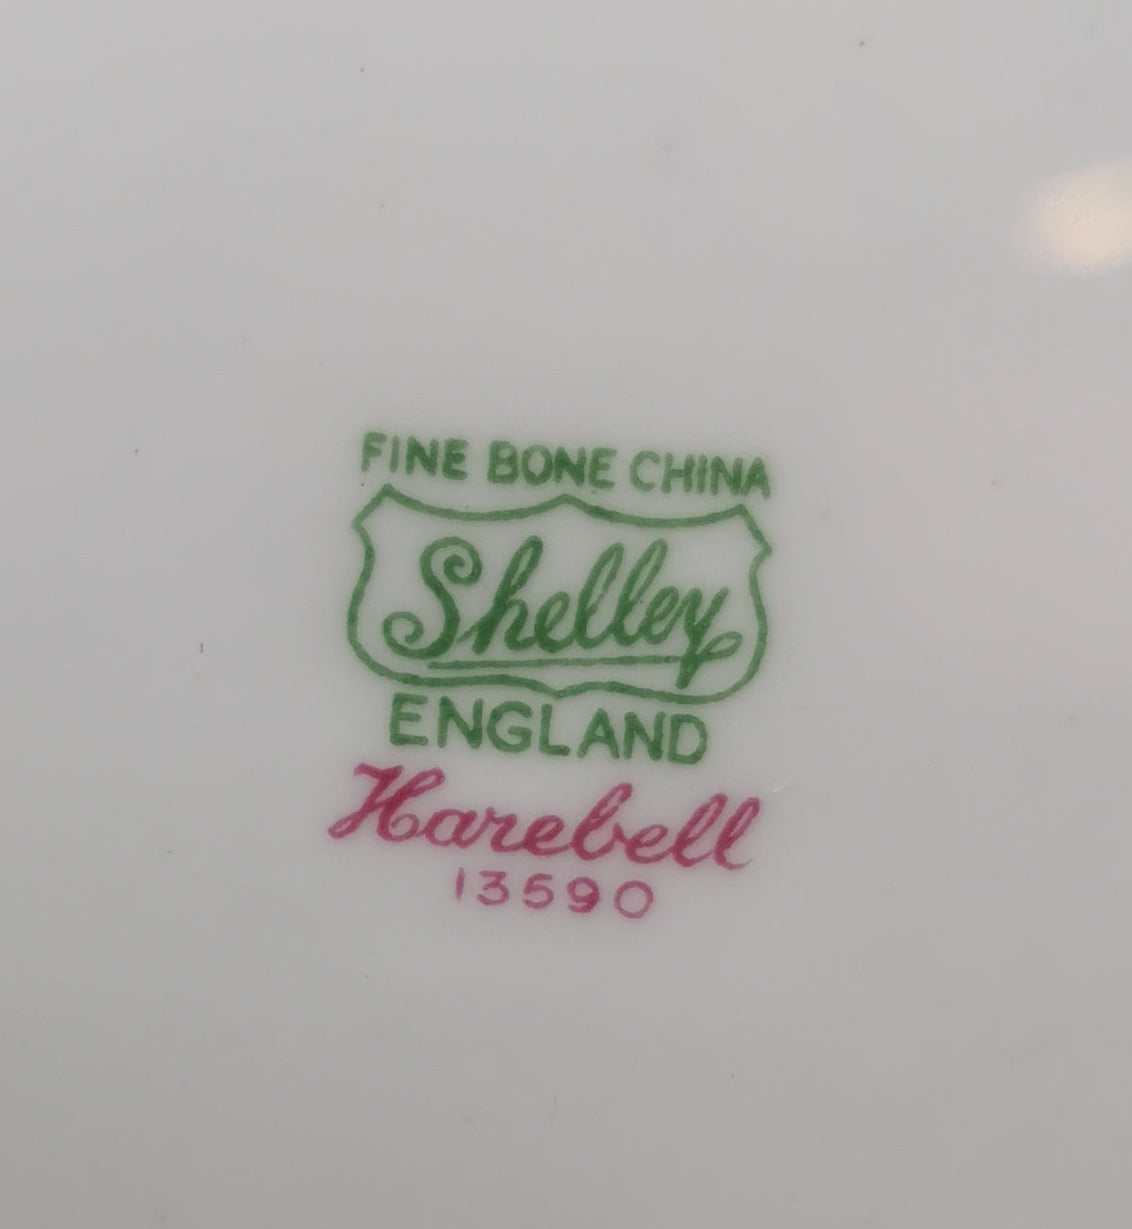 FINE BONE CHINA
Shelley
ENGLAND
Harebell
13590